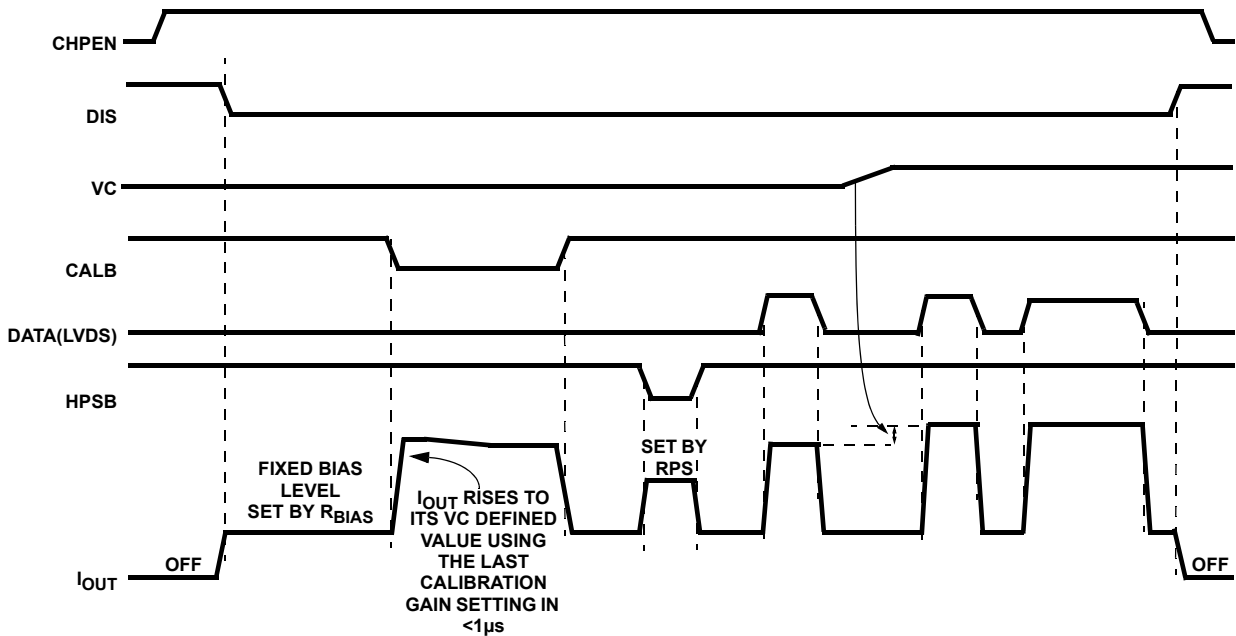 CHPEN
DIS
VC
CALB
DATA(LVDS)
HPSB
SET BY
RPS
FIXED BIAS
LEVEL
SET BY RBIAS
IOUT RISES TO
ITS VC DEFINED
VALUE USING
THE LAST
CALIBRATION
GAIN SETTING IN
<1µs
OFF
OFF
IOUT